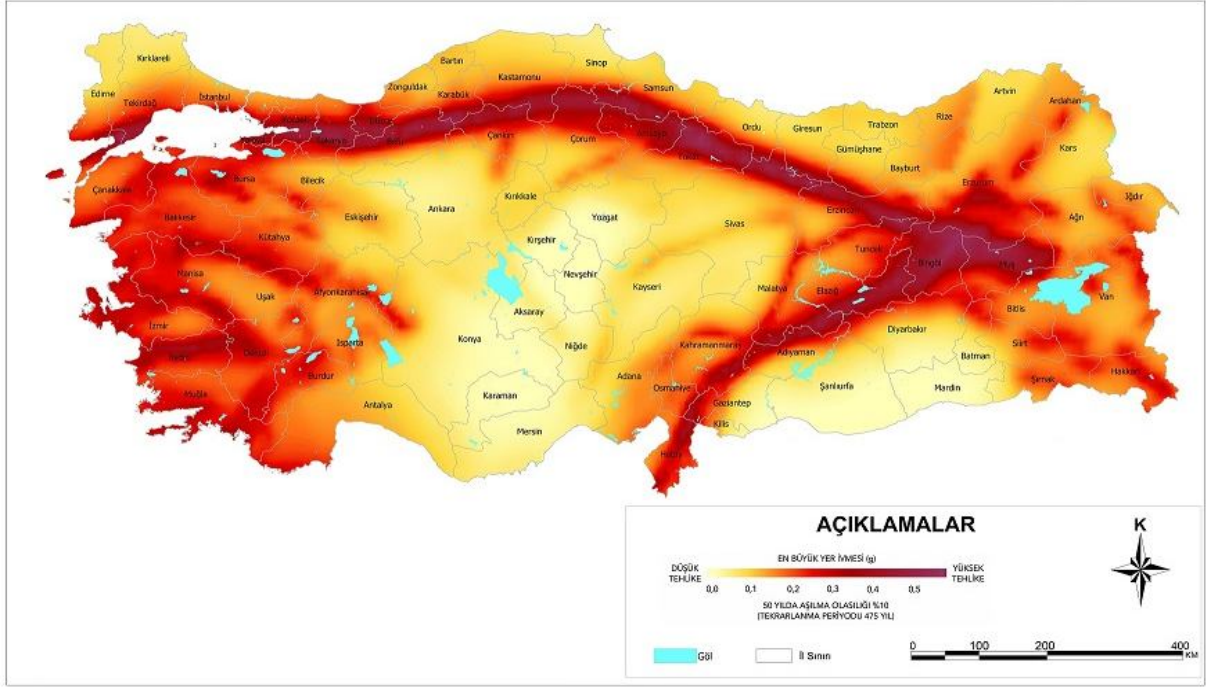 Kırklareli
Edirne
Tekirdağ
İstanbul
Zonguldak
Bartın
Karabük
Kastamonu
Sinop
Samsun
Ordu
Giresun
Trabzon
Rize
Artvin
Ardahan
Kars
Gümüşhane
Bayburt
Erzurum
Iğdır
Ağrı
Çankırı
Çorum
Amasya
Tokat
Çanakkale
Bursa
Bilecik
Balıkesir
Eskişehir
Ankara
Kırıkkale
Yozgat
Sivas
Erzincan
Tunceli
Bingöl
Muş
Kütahya
Kırşehir
Nevşehir
Kayseri
Malatya
Elazığ
Bitlis
Van
Manisa
Uşak
Afyonkarahisar
Aksaray
İzmir
Konya
Niğde
Kahramanmaraş
Adıyaman
Diyarbakır
Batman
Siirt
Aydın
Denizli
Isparta
Burdur
Adana
Osmaniye
Gaziantep
Şanlıurfa
Mardin
Şırnak
Hakkari
Muğla
Antalya
Karaman
Mersin
Kilis
Hatay
AÇIKLAMALAR
K
EN BÜYÜK YER İVMESİ (g)
DÜŞÜK TEHLİKE
YÜKSEK TEHLİKE
0,0 0,1 0,2 0,3 0,4 0,5
50 YILDA AŞILMA OLASILIĞI %10
(TEKRARLANMA PERİYODU 475 YIL)
Göl
İl Sınırı
0 100 200 400
KM